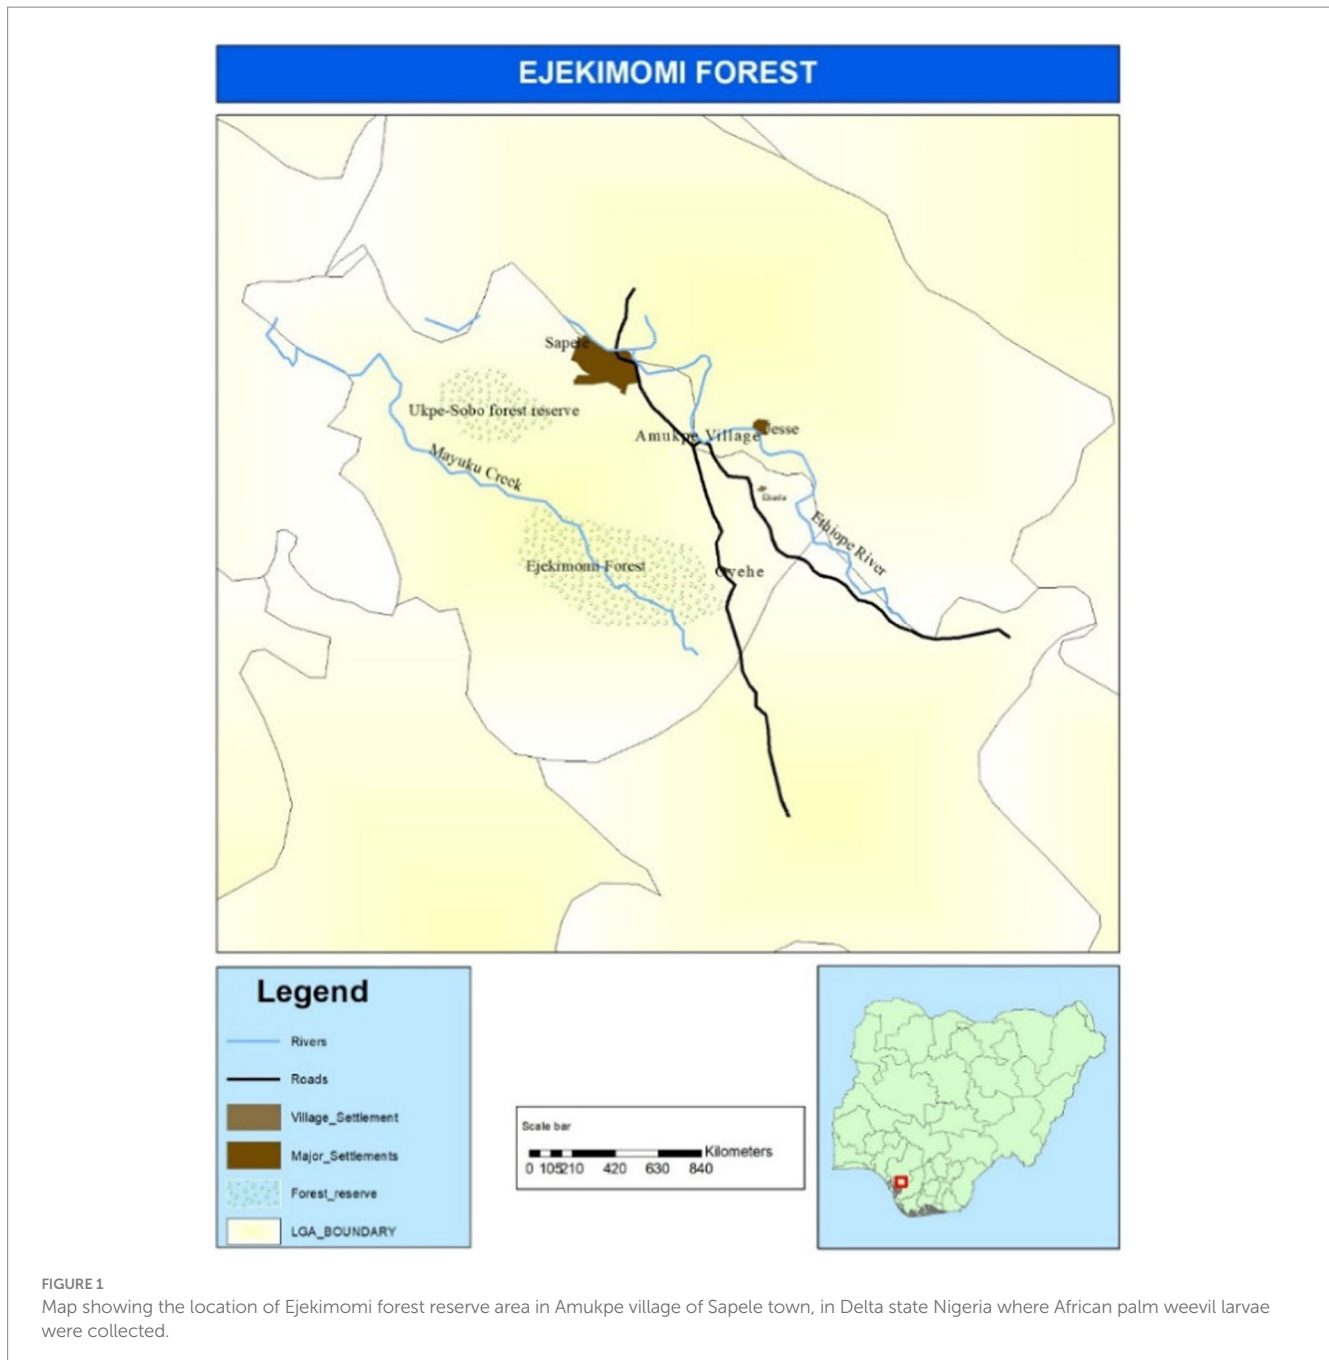 EJEKIMOMI FOREST
Sapele
Ukpe-Sobo forest reserve
Amukpe Village
Jesse
Mayuku Creek
Ethiope River
Ejekimomi Forest
Ovehe
Legend
Rivers
Roads
Village_Settlement
Major_Settlements
Forest_reserve
LGA_BOUNDARY
Scale bar
Kilometers
0 105210 420 630 840
FIGURE 1
Map showing the location of Ejekimomi forest reserve area in Amukpe village of Sapele town, in Delta state Nigeria where African palm weevil larvae
were collected.